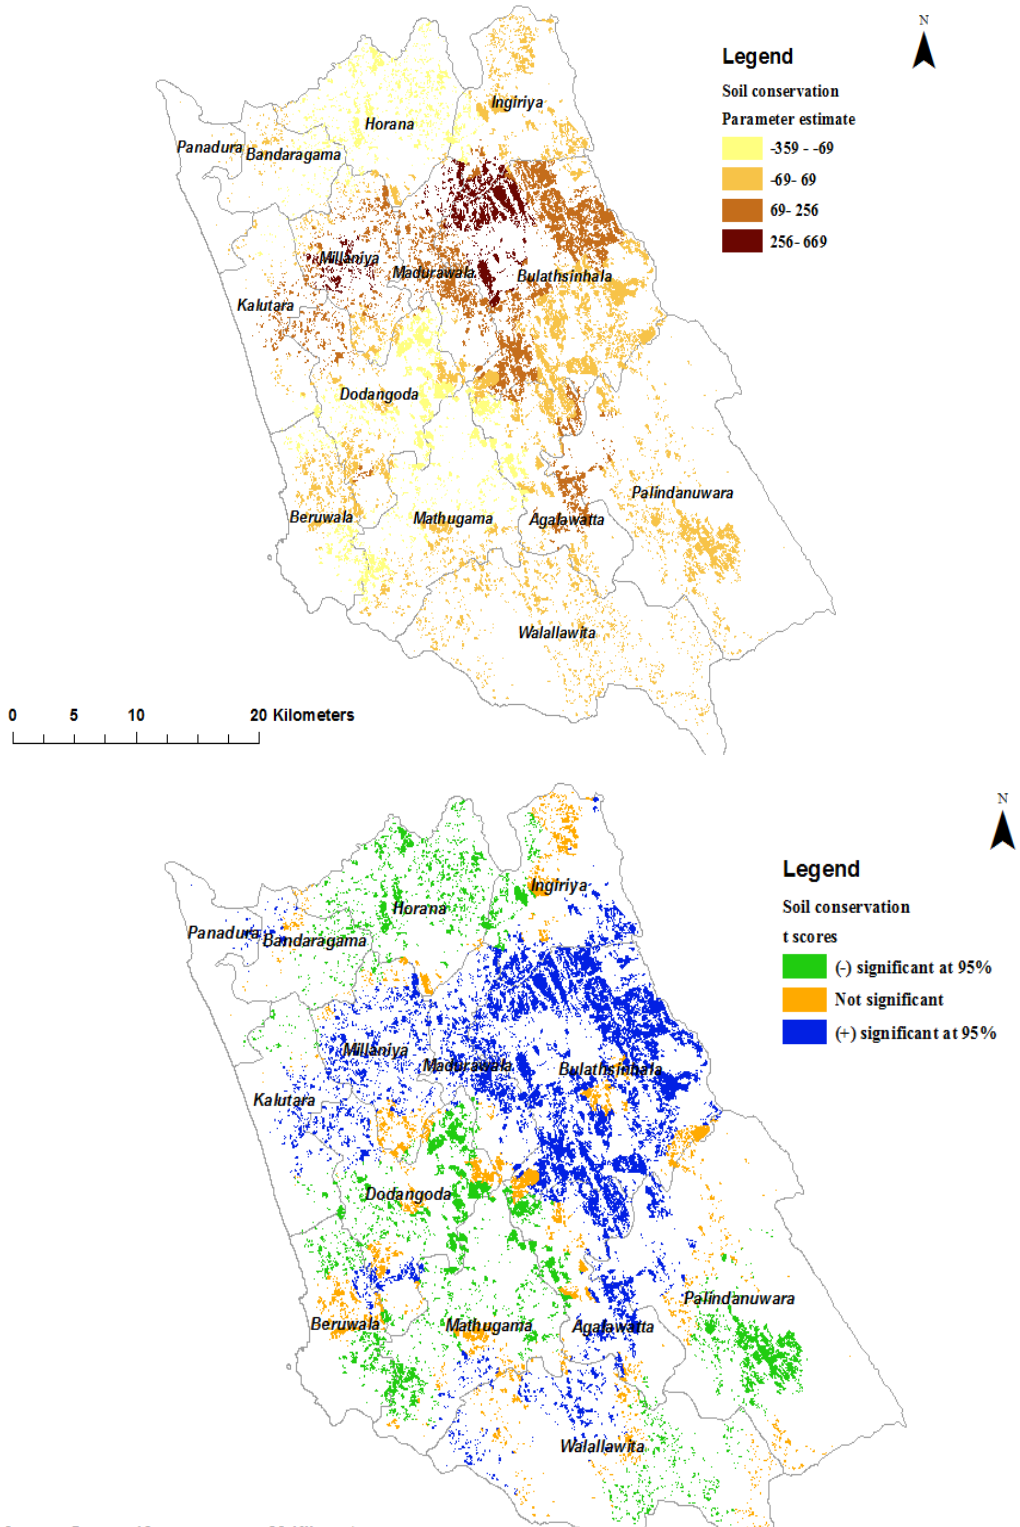 N
Legend
Soil conservation
Parameter estimate
-359 - -69
-69- 69
69- 256
256- 669
Ingiriya
Horana
Panadura
Bandaragama
Millaniya
Madurawala
Bulathsinhala
Kalutara
Dodangoda
Palindanuwara
Beruwala
Mathugama
Agalawatta
Walallawita
0 5 10 20 Kilometers
N
Legend
Soil conservation
t scores
(-) significant at 95%
Not significant
(+) significant at 95%
Ingiriya
Horana
Panadura
Bandaragama
Millaniya
Madurawala
Bulathsinhala
Kalutara
Dodangoda
Palindanuwara
Beruwala
Mathugama
Agalawatta
Walallawita